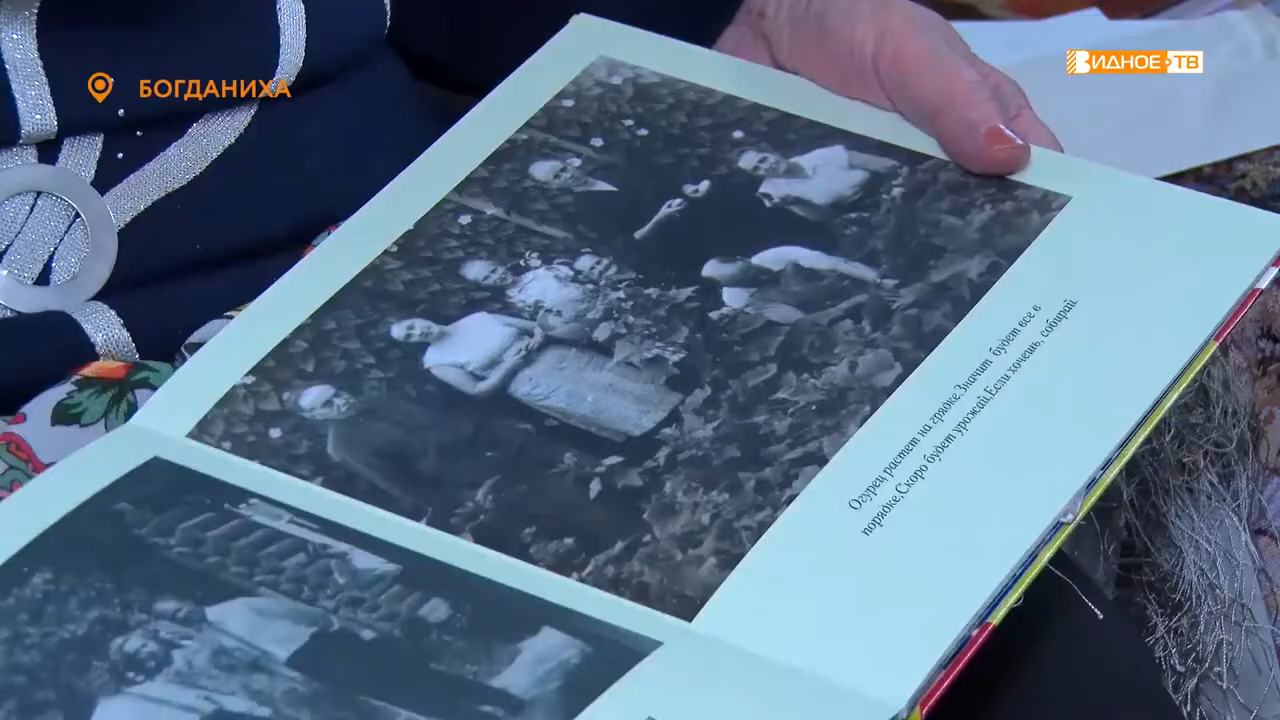 БОГДАНИХА
ВИДНОЕ ТВ
Огурец растет на грядке.Значит будет все в
порядке,Скоро будет урожай,Если хочешь, собирай.